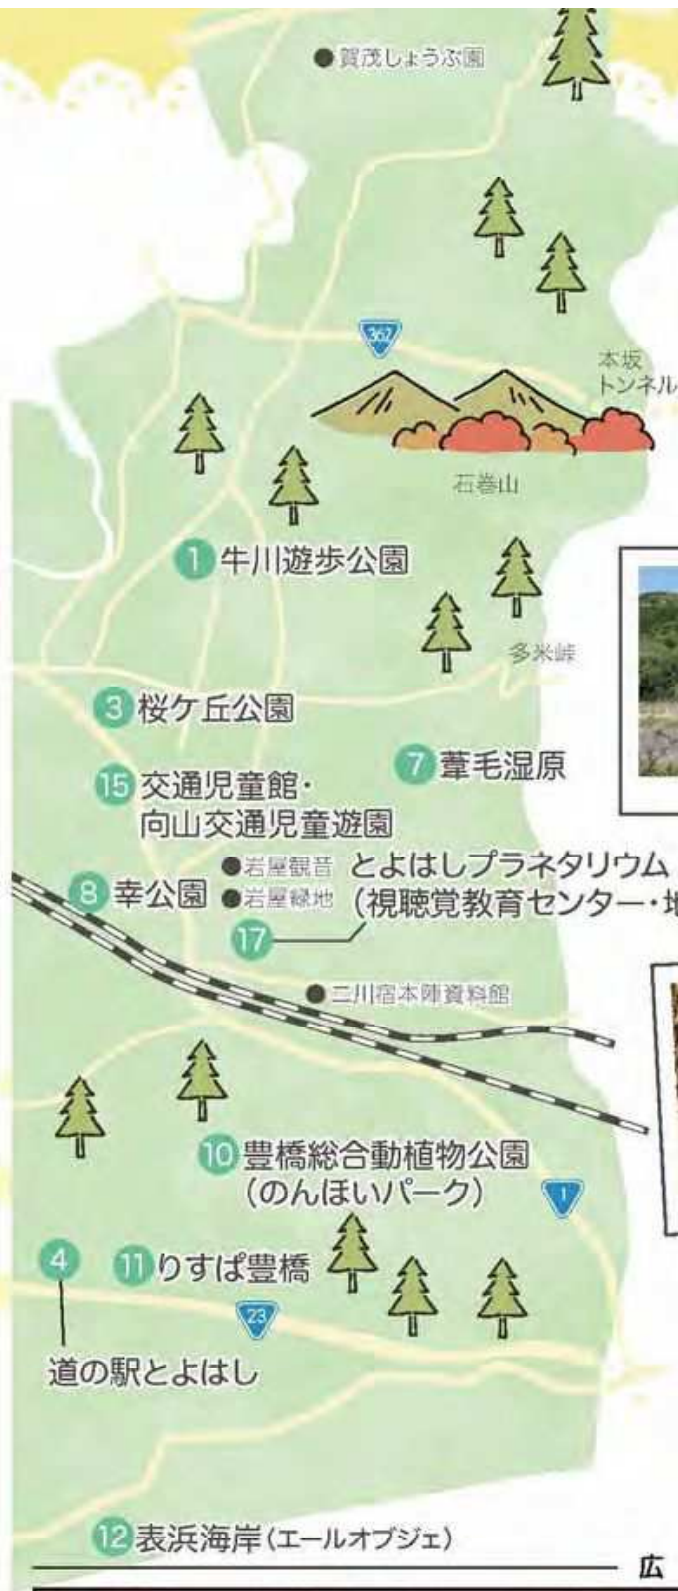 ●賀茂しょうぶ園
362
本坂
トンネル
石巻山
1 牛川遊歩公園
多米峠
3 桜ケ丘公園
7 葦毛湿原
15 交通児童館・
向山交通児童遊園
●岩屋観音
とよはしプラネタリウム
8 幸公園
●岩屋緑地
(視聴覚教育センター・地
17
●二川宿本陣資料館
10 豊橋総合動植物公園
(のんほいパーク)
1
4
11 りすぱ豊橋
23
道の駅とよはし
12 表浜海岸(エールオブジェ)
広